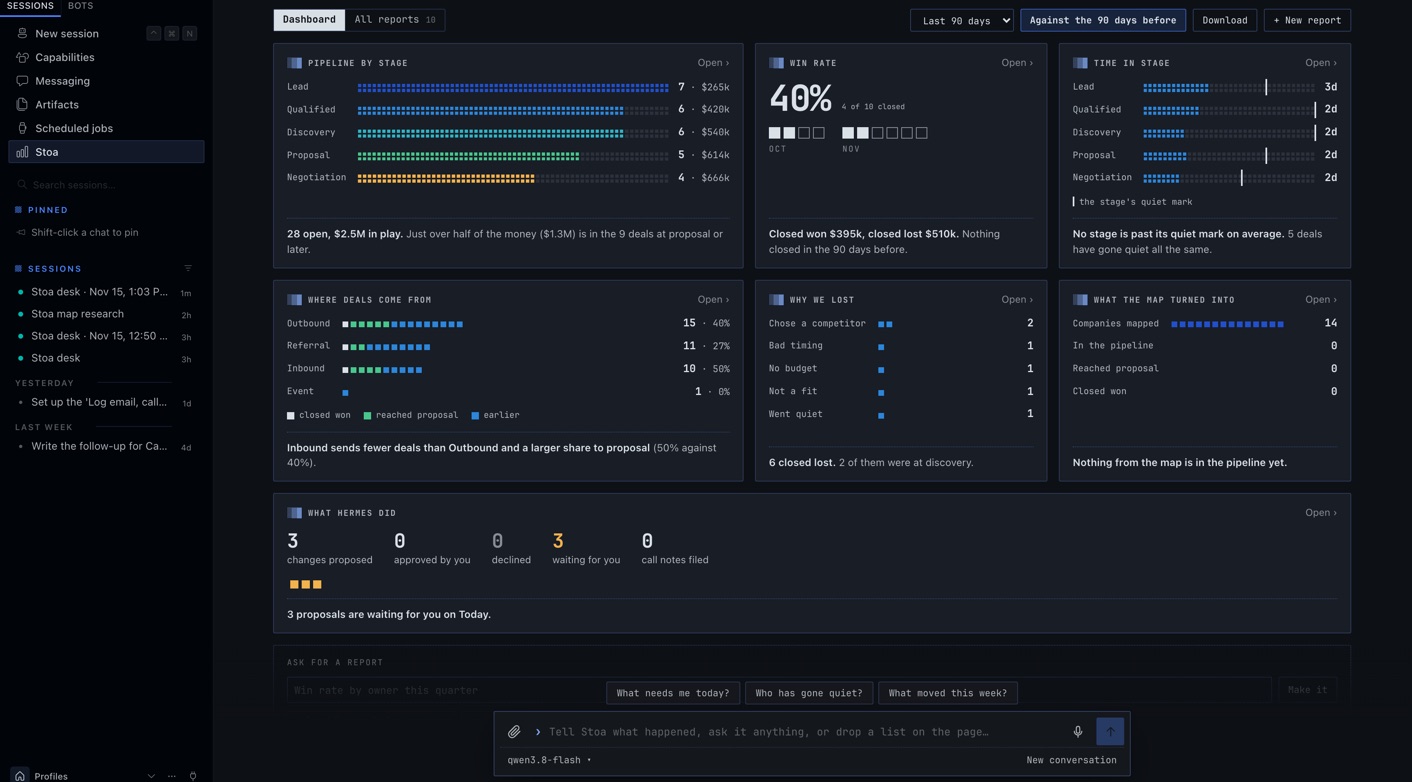 SESSIONS BOTS
New session ^ ⌘ N
Capabilities
Messaging
Artifacts
Scheduled jobs
Stoa
Search sessions...
PINNED
Shift-click a chat to pin
SESSIONS
Stoa desk · Nov 15, 1:03 P... 1m
Stoa map research 2h
Stoa desk · Nov 15, 12:50 ... 3h
Stoa desk 3h
YESTERDAY
Set up the 'Log email, call... 1d
LAST WEEK
Write the follow-up for Ca... 4d
Profiles
Dashboard All reports 10
Last 90 days Against the 90 days before Download + New report
PIPELINE BY STAGE Open ›
Lead 7 · $265k
Qualified 6 · $420k
Discovery 6 · $540k
Proposal 5 · $614k
Negotiation 4 · $666k
28 open, $2.5M in play. Just over half of the money ($1.3M) is in the 9 deals at proposal or
later.
WIN RATE Open ›
40% 4 of 10 closed
OCT NOV
Closed won $395k, closed lost $510k. Nothing
closed in the 90 days before.
TIME IN STAGE Open ›
Lead 3d
Qualified 2d
Discovery 2d
Proposal 2d
Negotiation 2d
the stage's quiet mark
No stage is past its quiet mark on average. 5 deals
have gone quiet all the same.
WHERE DEALS COME FROM Open ›
Outbound 15 · 40%
Referral 11 · 27%
Inbound 10 · 50%
Event 1 · 0%
closed won reached proposal earlier
Inbound sends fewer deals than Outbound and a larger share to proposal (50% against
40%).
WHY WE LOST Open ›
Chose a competitor 2
Bad timing 1
No budget 1
Not a fit 1
Went quiet 1
6 closed lost. 2 of them were at discovery.
WHAT THE MAP TURNED INTO Open ›
Companies mapped 14
In the pipeline 0
Reached proposal 0
Closed won 0
Nothing from the map is in the pipeline yet.
WHAT HERMES DID Open ›
3 0 0 3 0
changes proposed approved by you declined waiting for you call notes filed
3 proposals are waiting for you on Today.
ASK FOR A REPORT
Win rate by owner this quarter Make it
What needs me today? Who has gone quiet? What moved this week?
› Tell Stoa what happened, ask it anything, or drop a list on the page…
qwen3.8-flash New conversation